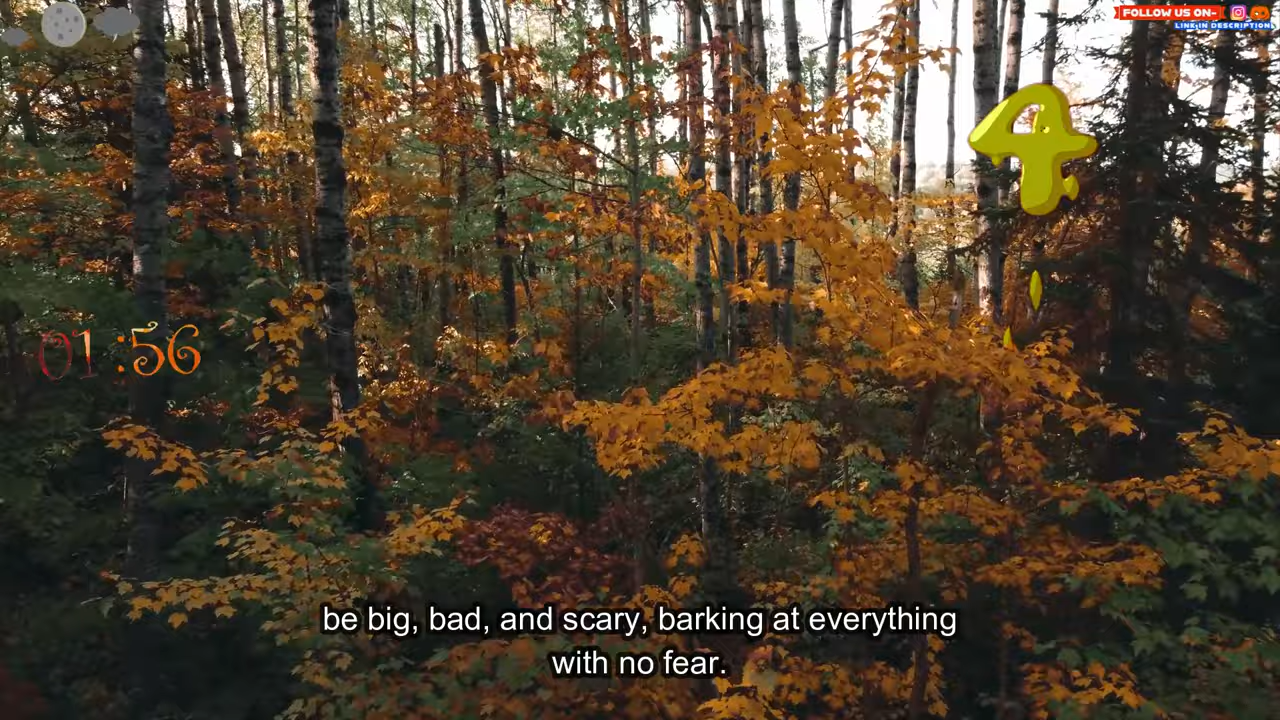 FOLLOW US ON-
LINK IN DESCRIPTION
4
01:56
be big, bad, and scary, barking at everything
with no fear.